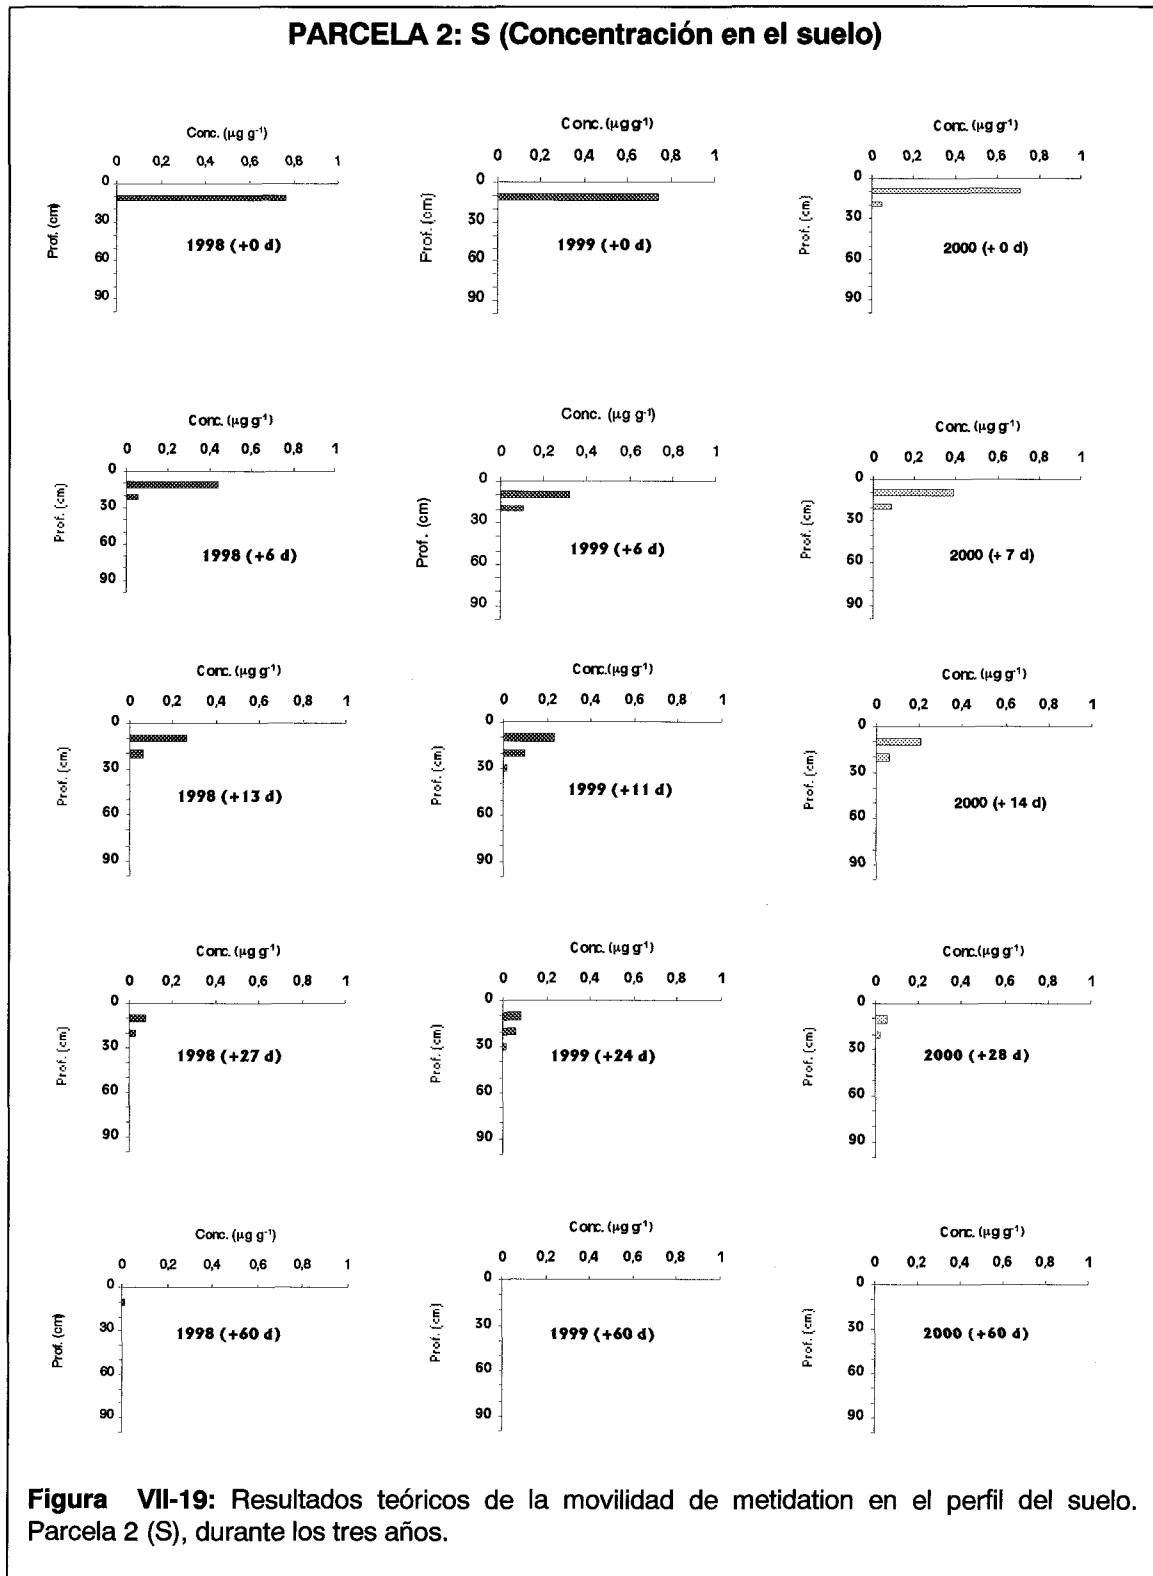 PARCELA 2: S (Concentración en el suelo)
Conc. (µg g-1)
0 0,2 0,4 0,6 0,8 1
0
30
60
90
Prof. (cm)
1998 (+0 d)
Conc. (µg g-1)
0 0,2 0,4 0,6 0,8 1
0
30
60
90
Prof. (cm)
1999 (+0 d)
Conc. (µg g-1)
0 0,2 0,4 0,6 0,8 1
0
30
60
90
Prof. (cm)
2000 (+ 0 d)
Conc. (µg g-1)
0 0,2 0,4 0,6 0,8 1
0
30
60
90
Prof. (cm)
1998 (+6 d)
Conc. (µg g-1)
0 0,2 0,4 0,6 0,8 1
0
30
60
90
Prof. (cm)
1999 (+6 d)
Conc. (µg g-1)
0 0,2 0,4 0,6 0,8 1
0
30
60
90
Prof. (cm)
2000 (+ 7 d)
Conc. (µg g-1)
0 0,2 0,4 0,6 0,8 1
0
30
60
90
Prof. (cm)
1998 (+13 d)
Conc.(µg g-1)
0 0,2 0,4 0,6 0,8 1
0
30
60
90
Prof. (cm)
1999 (+11 d)
Conc. (µg g-1)
0 0,2 0,4 0,6 0,8 1
0
30
60
90
Prof. (cm)
2000 (+ 14 d)
Conc. (µg g-1)
0 0,2 0,4 0,6 0,8 1
0
30
60
90
Prof. (cm)
1998 (+27 d)
Conc. (µg g-1)
0 0,2 0,4 0,6 0,8 1
0
30
60
90
Prof. (cm)
1999 (+24 d)
Conc.(µg g-1)
0 0,2 0,4 0,6 0,8 1
0
30
60
90
Prof. (cm)
2000 (+28 d)
Conc. (µg g-1)
0 0,2 0,4 0,6 0,8 1
0
30
60
90
Prof. (cm)
1998 (+60 d)
Conc. (µg g-1)
0 0,2 0,4 0,6 0,8 1
0
30
60
90
Prof. (cm)
1999 (+60 d)
Conc. (µg g-1)
0 0,2 0,4 0,6 0,8 1
0
30
60
90
Prof. (cm)
2000 (+60 d)
Figura VII-19: Resultados teóricos de la movilidad de metidation en el perfil del suelo.
Parcela 2 (S), durante los tres años.